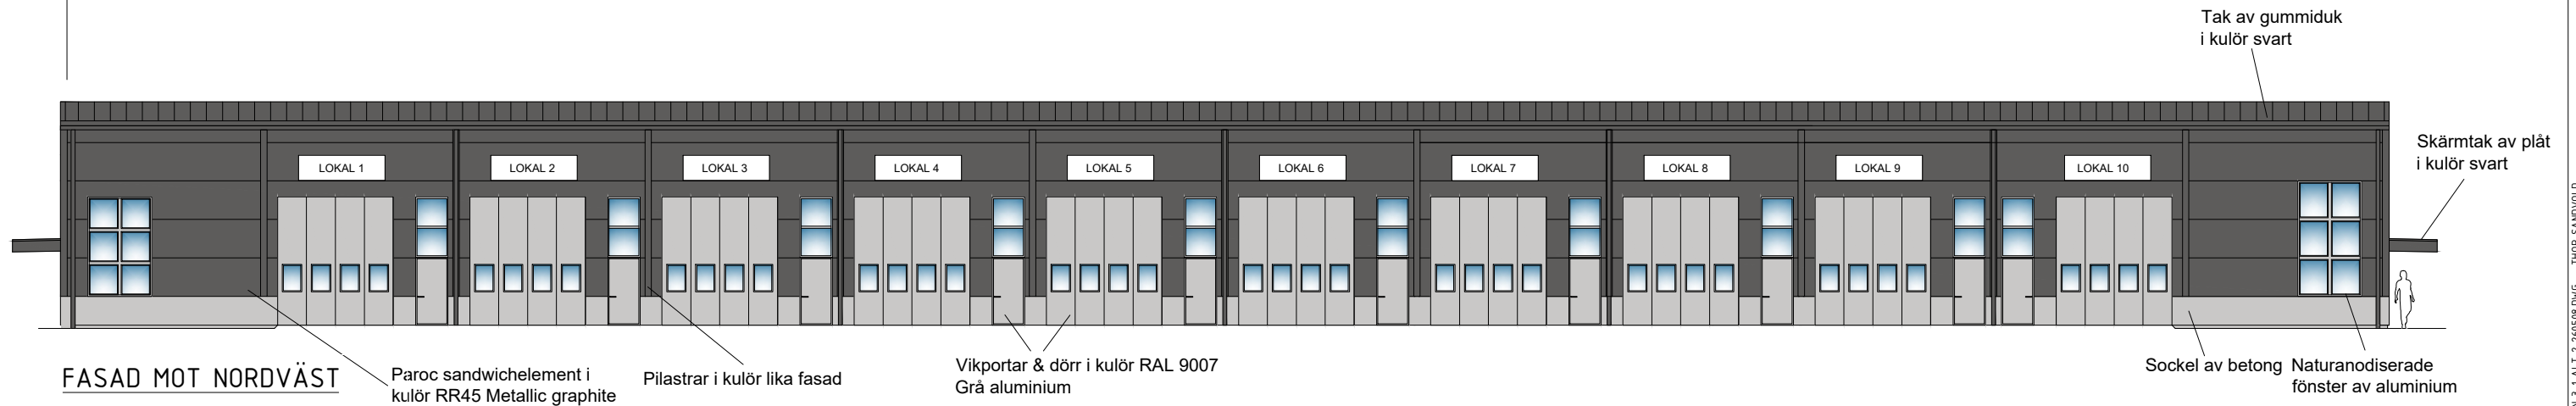 Tak av gummiduk
i kulör svart
Skärmtak av plåt
i kulör svart
LOKAL 1
LOKAL 2
LOKAL 3
LOKAL 4
LOKAL 5
LOKAL 6
LOKAL 7
LOKAL 8
LOKAL 9
LOKAL 10
FASAD MOT NORDVÄST
Paroc sandwichelement i
kulör RR45 Metallic graphite
Pilastrar i kulör lika fasad
Vikportar & dörr i kulör RAL 9007
Grå aluminium
Sockel av betong
Naturanodiserade
fönster av aluminium
THOR SANDVOLD